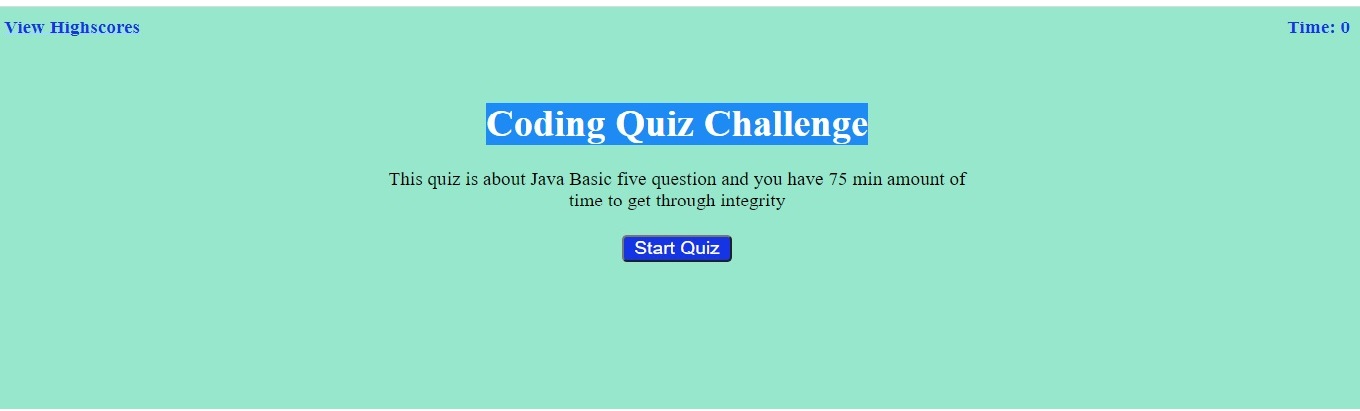 View Highscores
Time: 0
Coding Quiz Challenge
This quiz is about Java Basic five question and you have 75 min amount of
time to get through integrity
Start Quiz